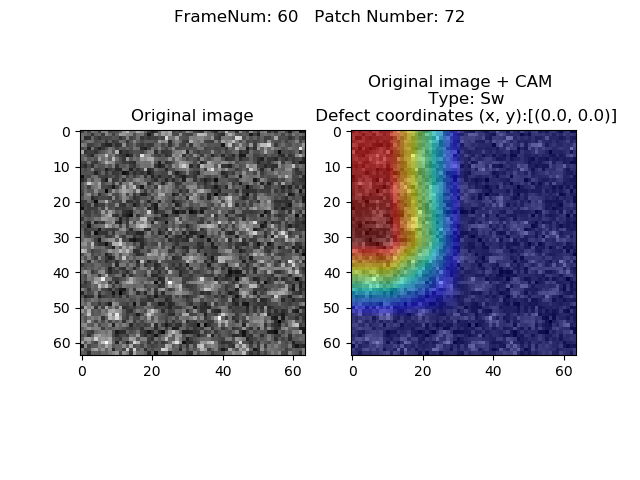 FrameNum: 60   Patch Number: 72
Original image
0
10
20
30
40
50
60
0 20 40 60
Original image + CAM
Type: Sw
Defect coordinates (x, y):[(0.0, 0.0)]
0
10
20
30
40
50
60
0 20 40 60